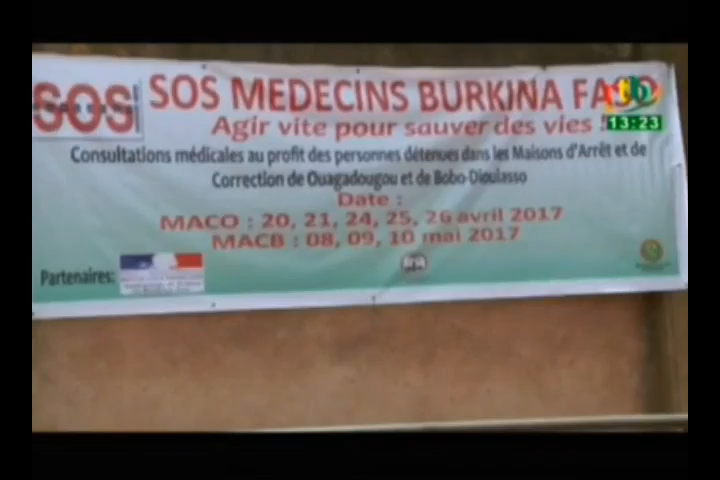 SOS
SOS MEDECINS BURKINA FASO
Agir vite pour sauver des vies !
13:23
Consultations médicales au profit des personnes détenues dans les Maisons d'Arrêt et de
Correction de Ouagadougou et de Bobo-Dioulasso
Date :
MACO : 20, 21, 24, 25, 26 avril 2017
MACB : 08, 09, 10 mai 2017
Partenaires: